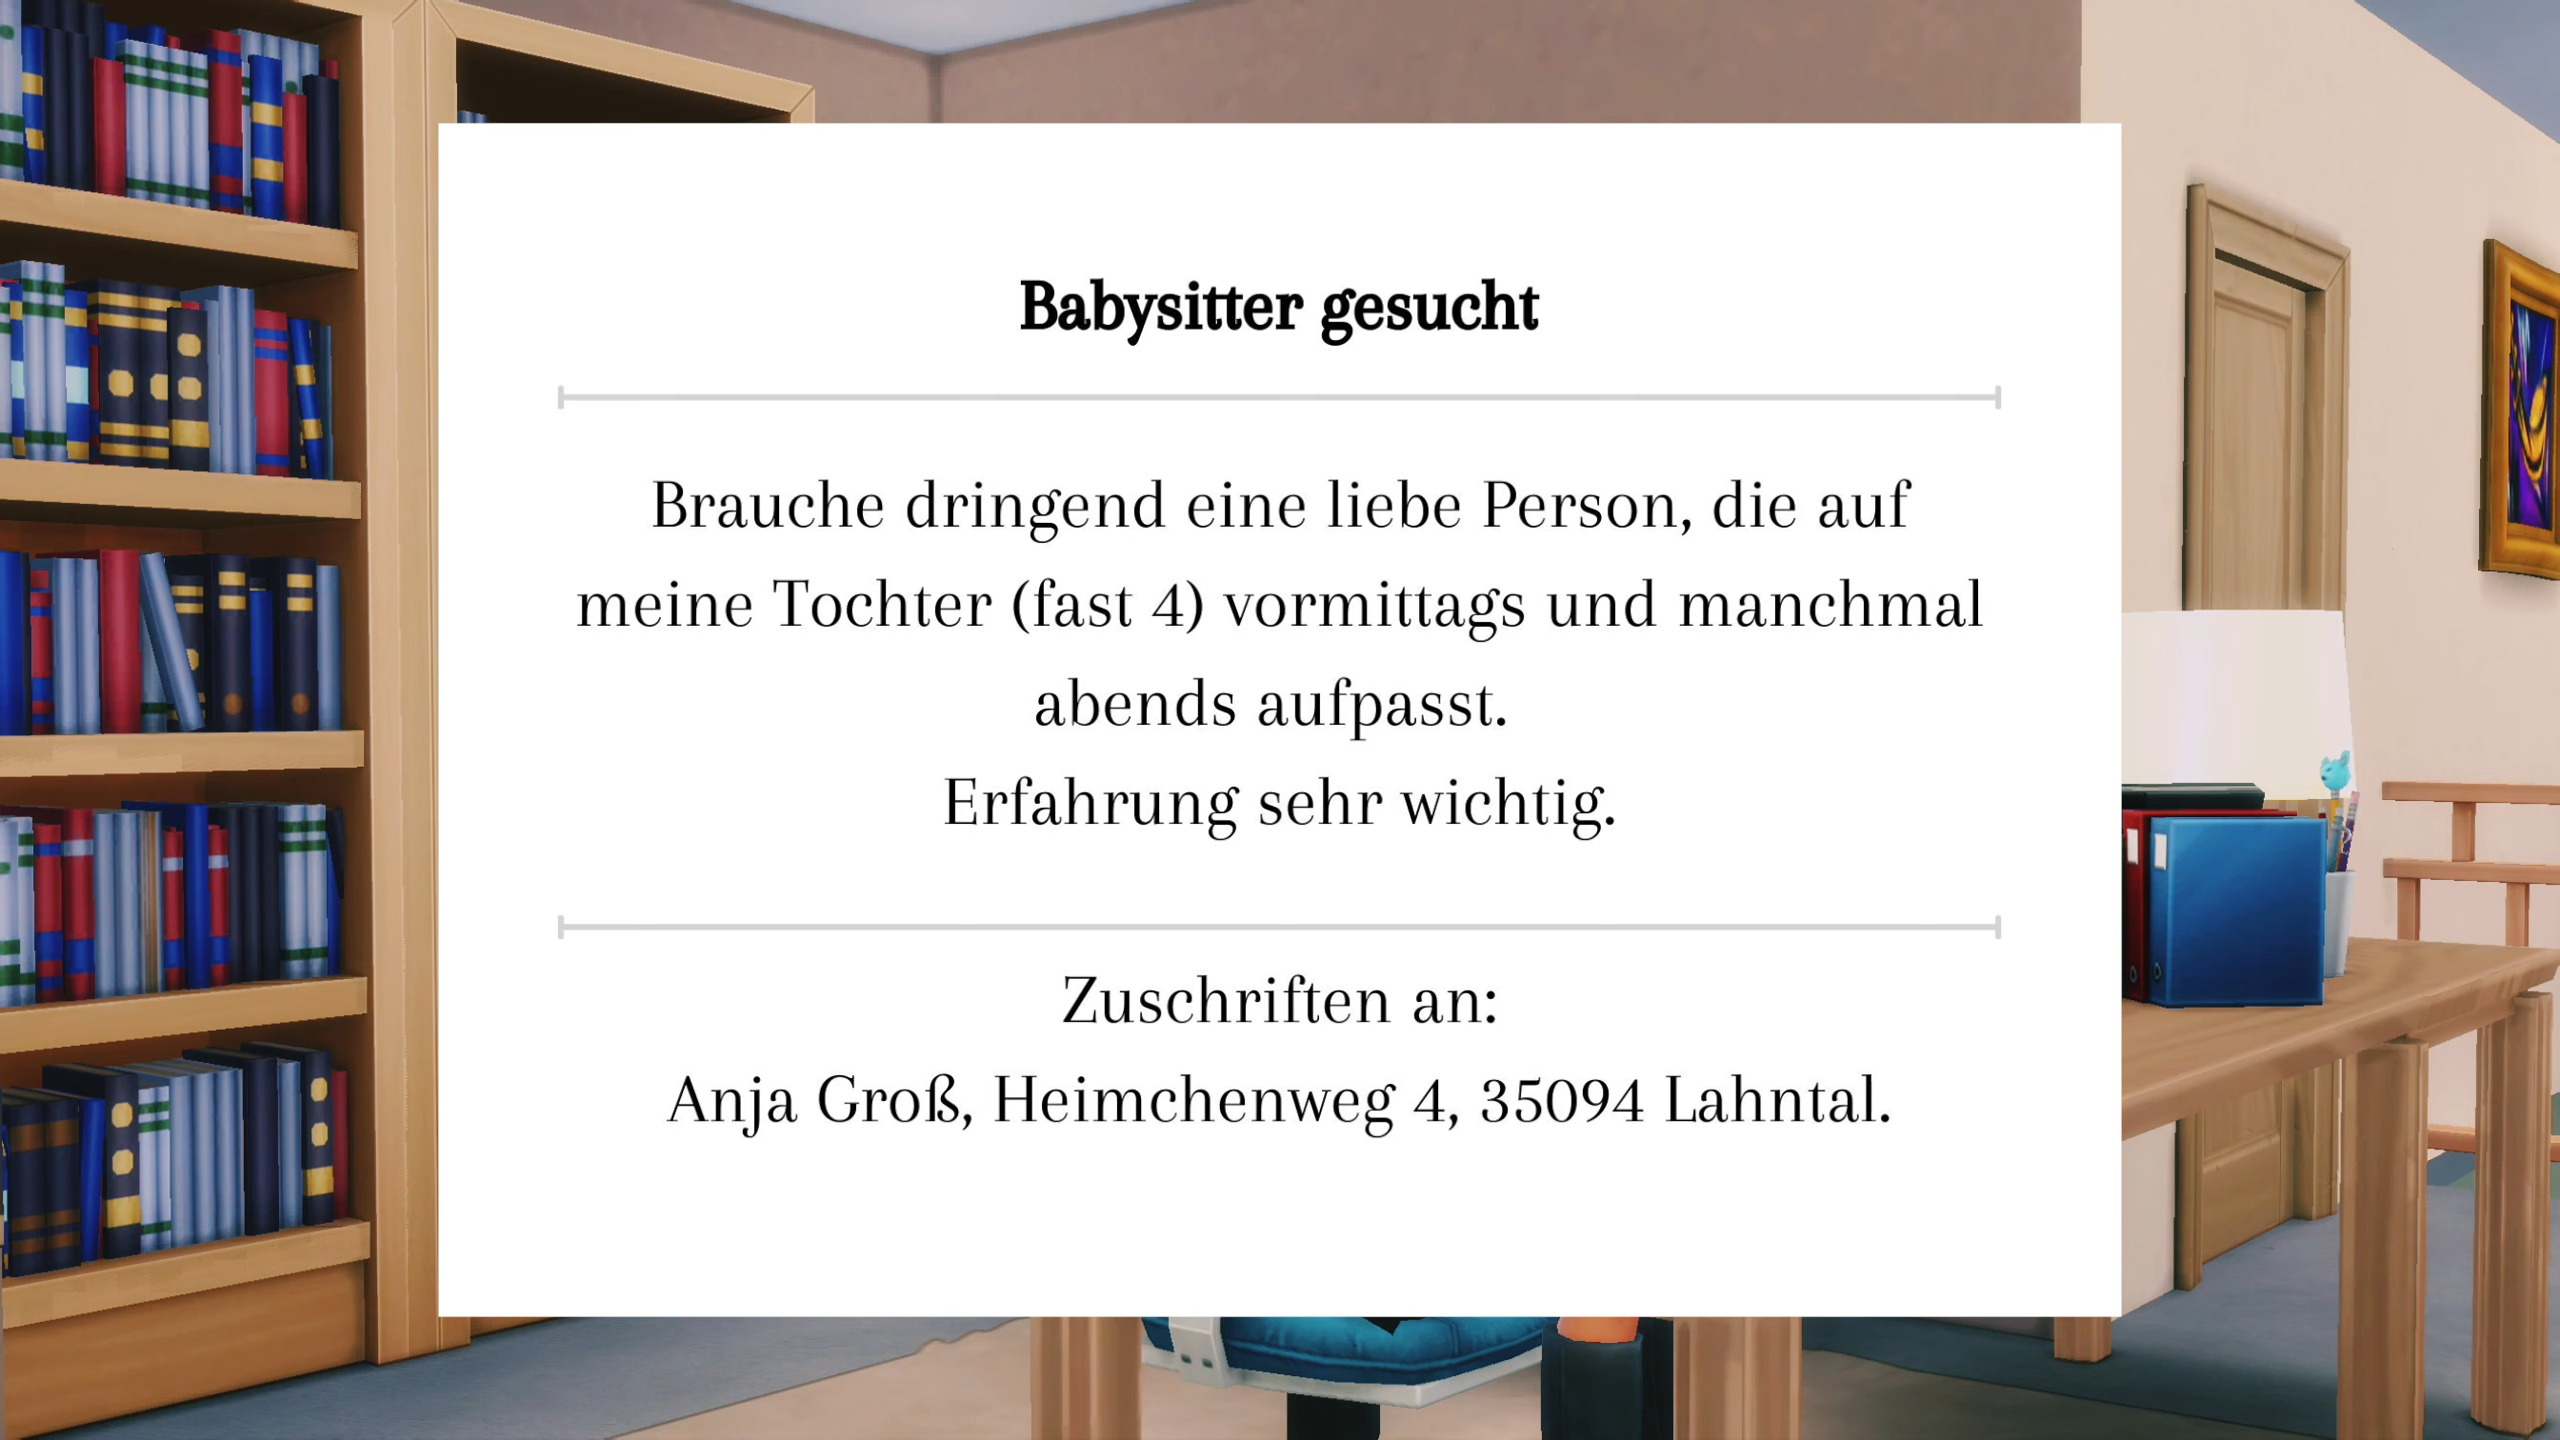 Babysitter gesucht
Brauche dringend eine liebe Person, die auf
meine Tochter (fast 4) vormittags und manchmal
abends aufpasst.
Erfahrung sehr wichtig.
Zuschriften an:
Anja Groß, Heimchenweg 4, 35094 Lahntal.